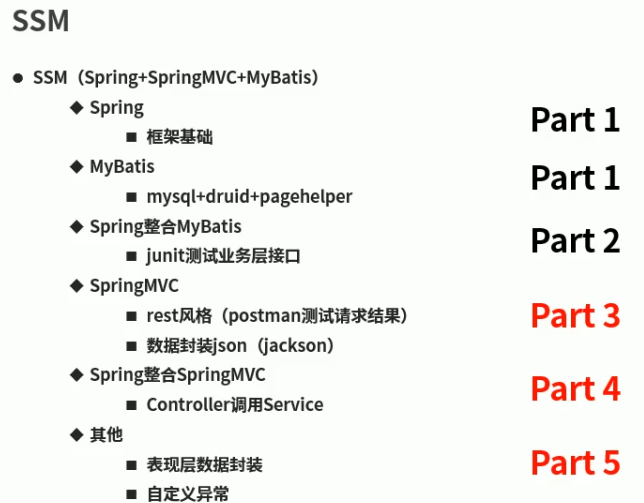 SSM
● SSM（Spring+SpringMVC+MyBatis）
◆ Spring
■ 框架基础
Part 1
◆ MyBatis
■ mysql+druid+pagehelper
Part 1
◆ Spring整合MyBatis
■ junit测试业务层接口
Part 2
◆ SpringMVC
■ rest风格（postman测试请求结果）
■ 数据封装json（jackson）
Part 3
◆ Spring整合SpringMVC
■ Controller调用Service
Part 4
◆ 其他
■ 表现层数据封装
■ 自定义异常
Part 5